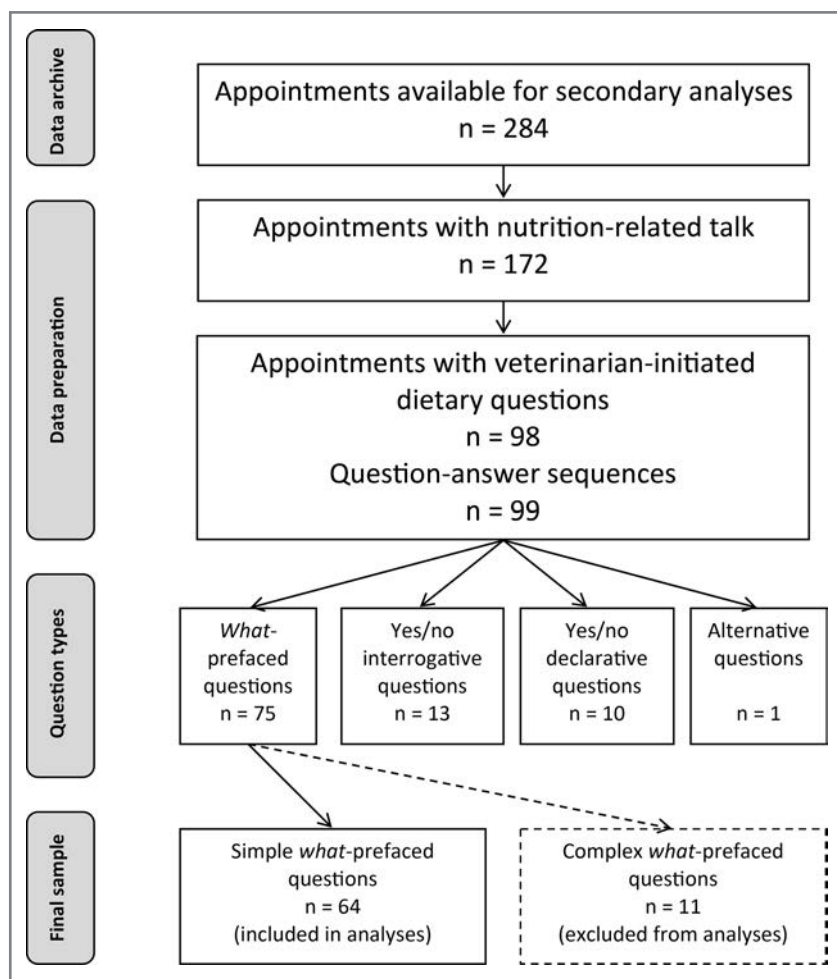 Data archive
Appointments available for secondary analyses
n = 284
Data preparation
Appointments with nutrition-related talk
n = 172
Appointments with veterinarian-initiated
dietary questions
n = 98
Question-answer sequences
n = 99
Question types
What-
prefaced
questions
n = 75
Yes/no
interrogative
questions
n = 13
Yes/no
declarative
questions
n = 10
Alternative
questions
n = 1
Final sample
Simple what-prefaced
questions
n = 64
(included in analyses)
Complex what-prefaced
questions
n = 11
(excluded from analyses)